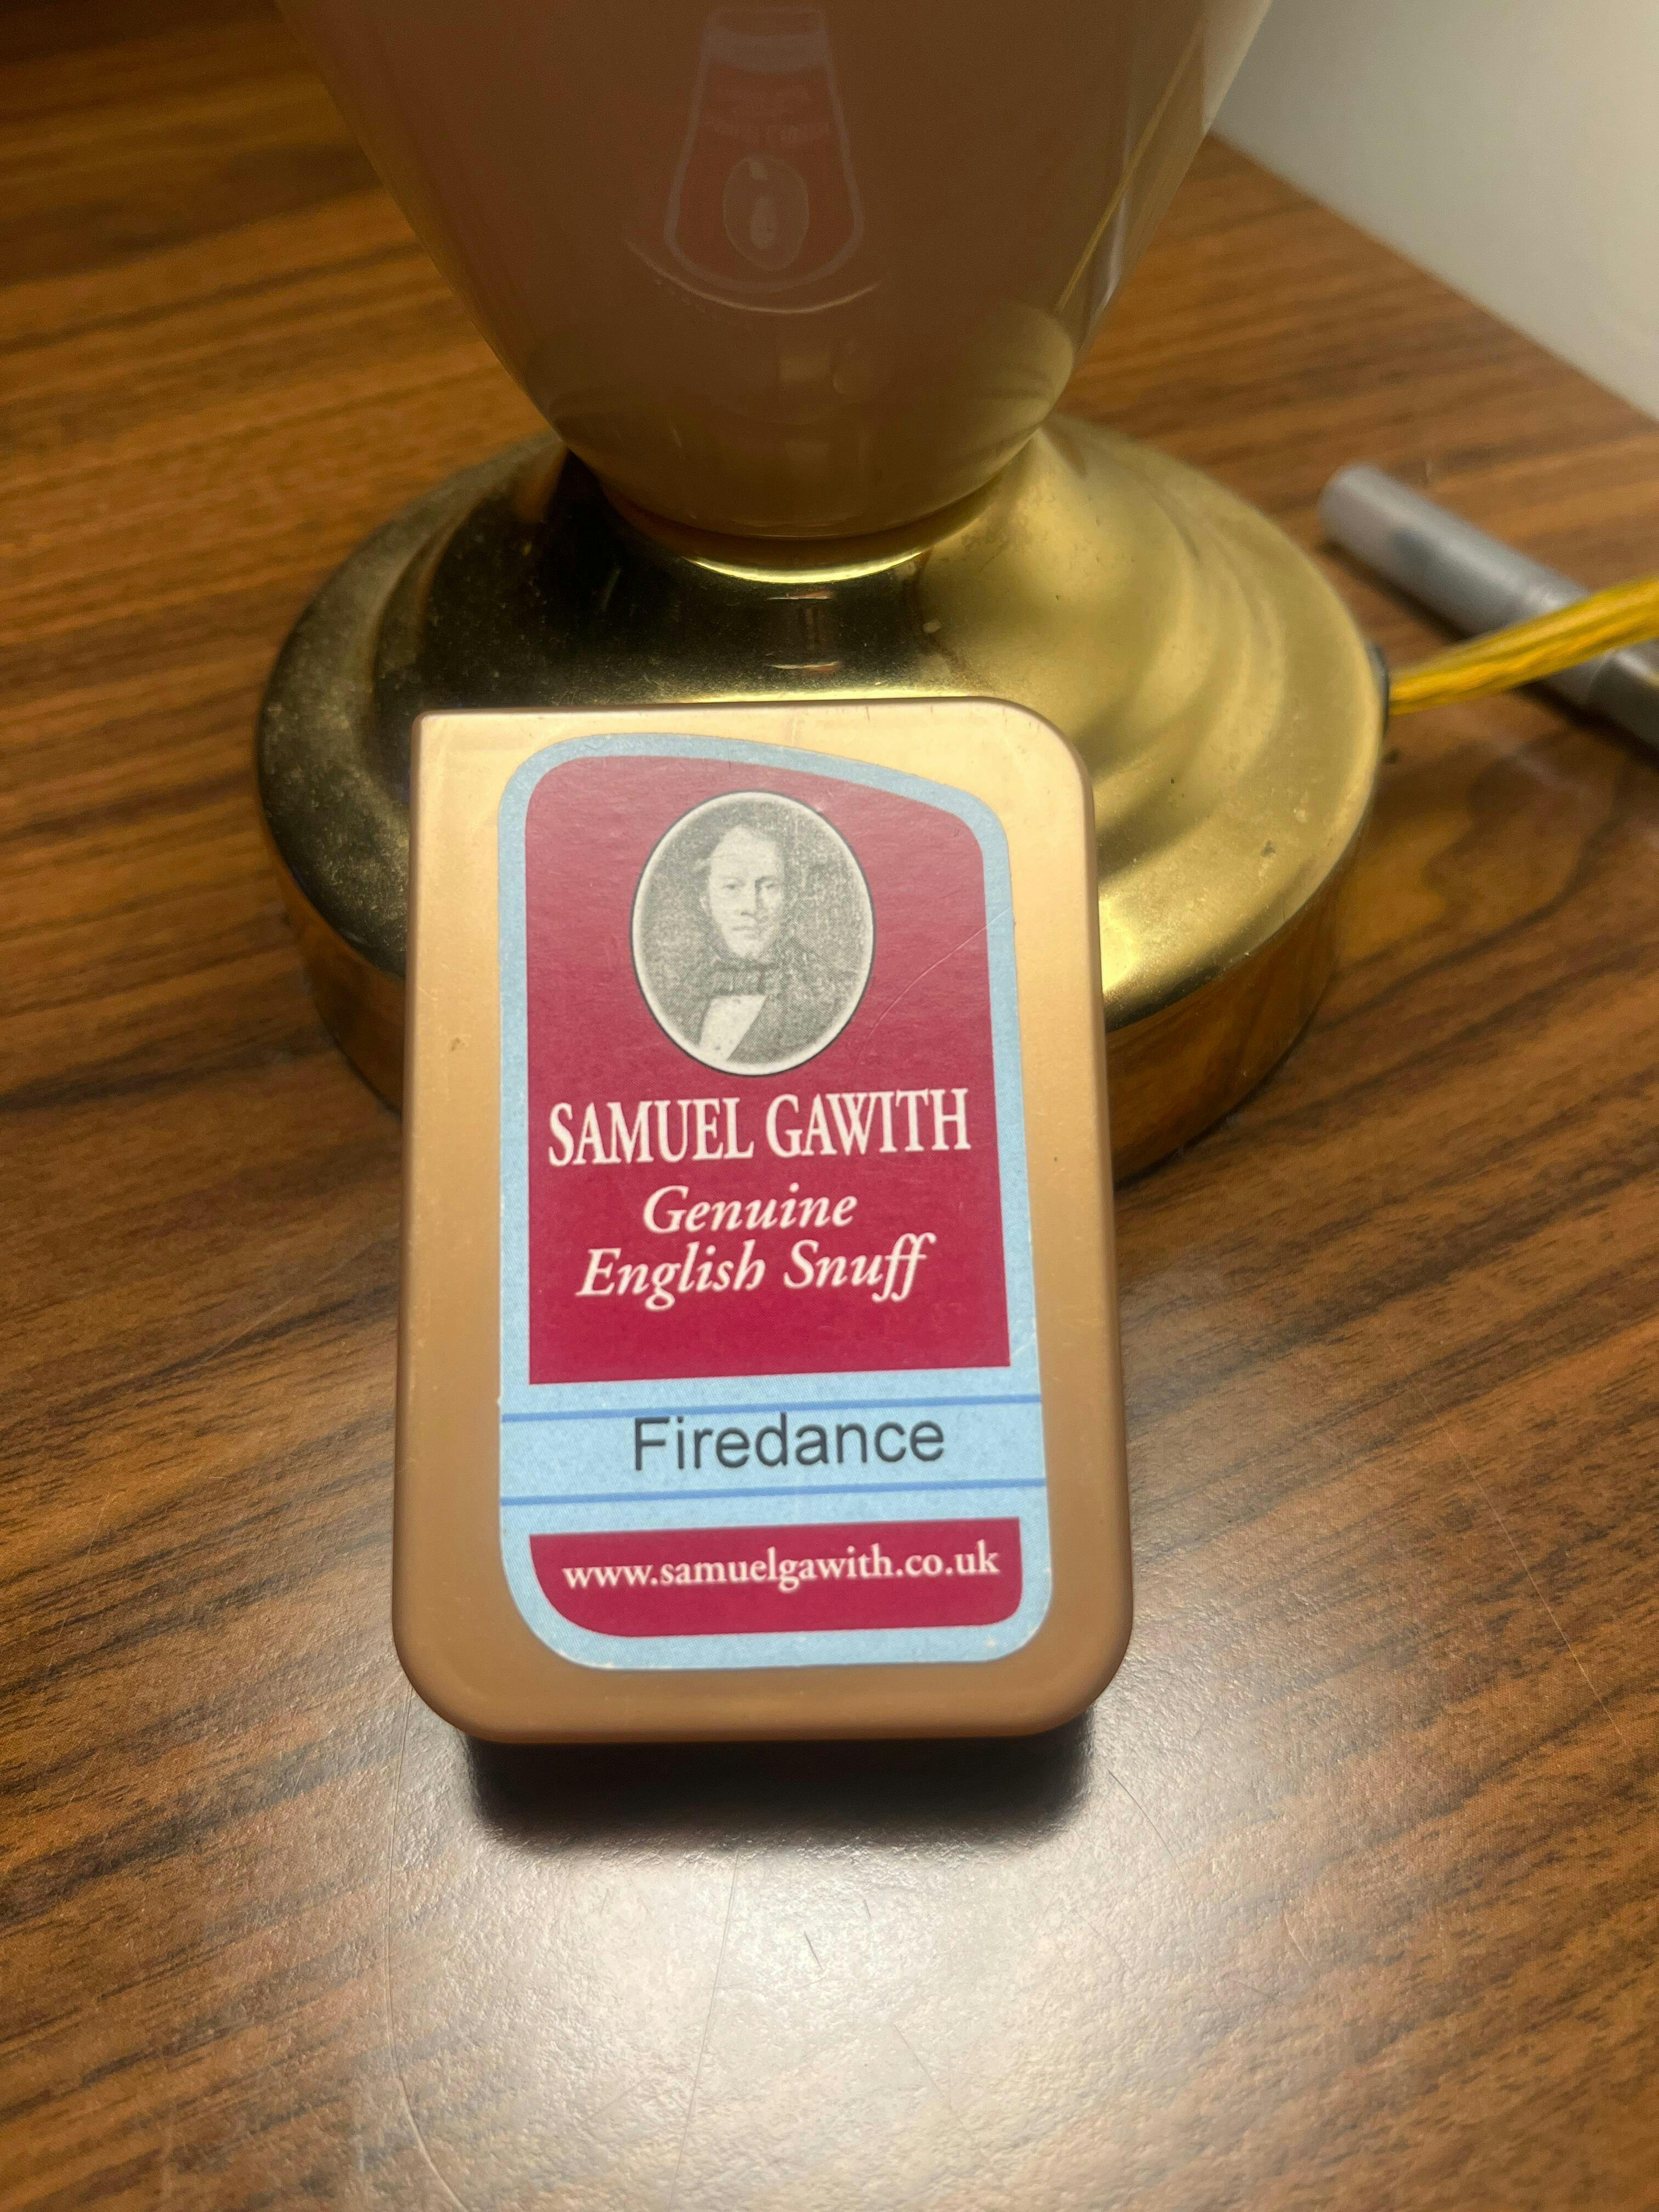 SAMUEL GAWITH
Genuine
English Snuff
Firedance
www.samuelgawith.co.uk